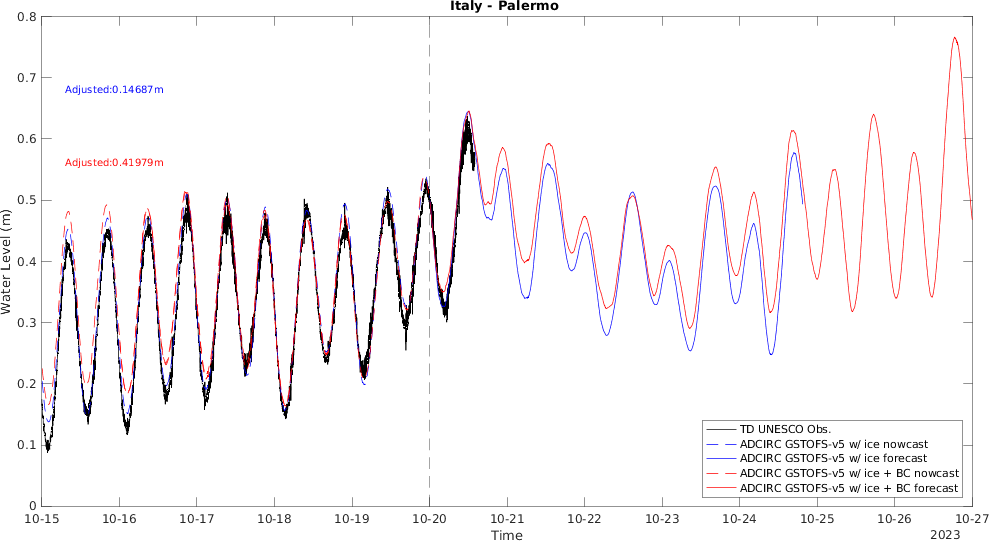 Italy - Palermo
0.8
0.7
0.6
0.5
0.4
0.3
0.2
0.1
0
Water Level (m)
Adjusted:0.14687m
Adjusted:0.41979m
TD UNESCO Obs.
ADCIRC GSTOFS-v5 w/ ice nowcast
ADCIRC GSTOFS-v5 w/ ice forecast
ADCIRC GSTOFS-v5 w/ ice + BC nowcast
ADCIRC GSTOFS-v5 w/ ice + BC forecast
10-15 10-16 10-17 10-18 10-19 10-20 10-21 10-22 10-23 10-24 10-25 10-26 10-27
Time
2023